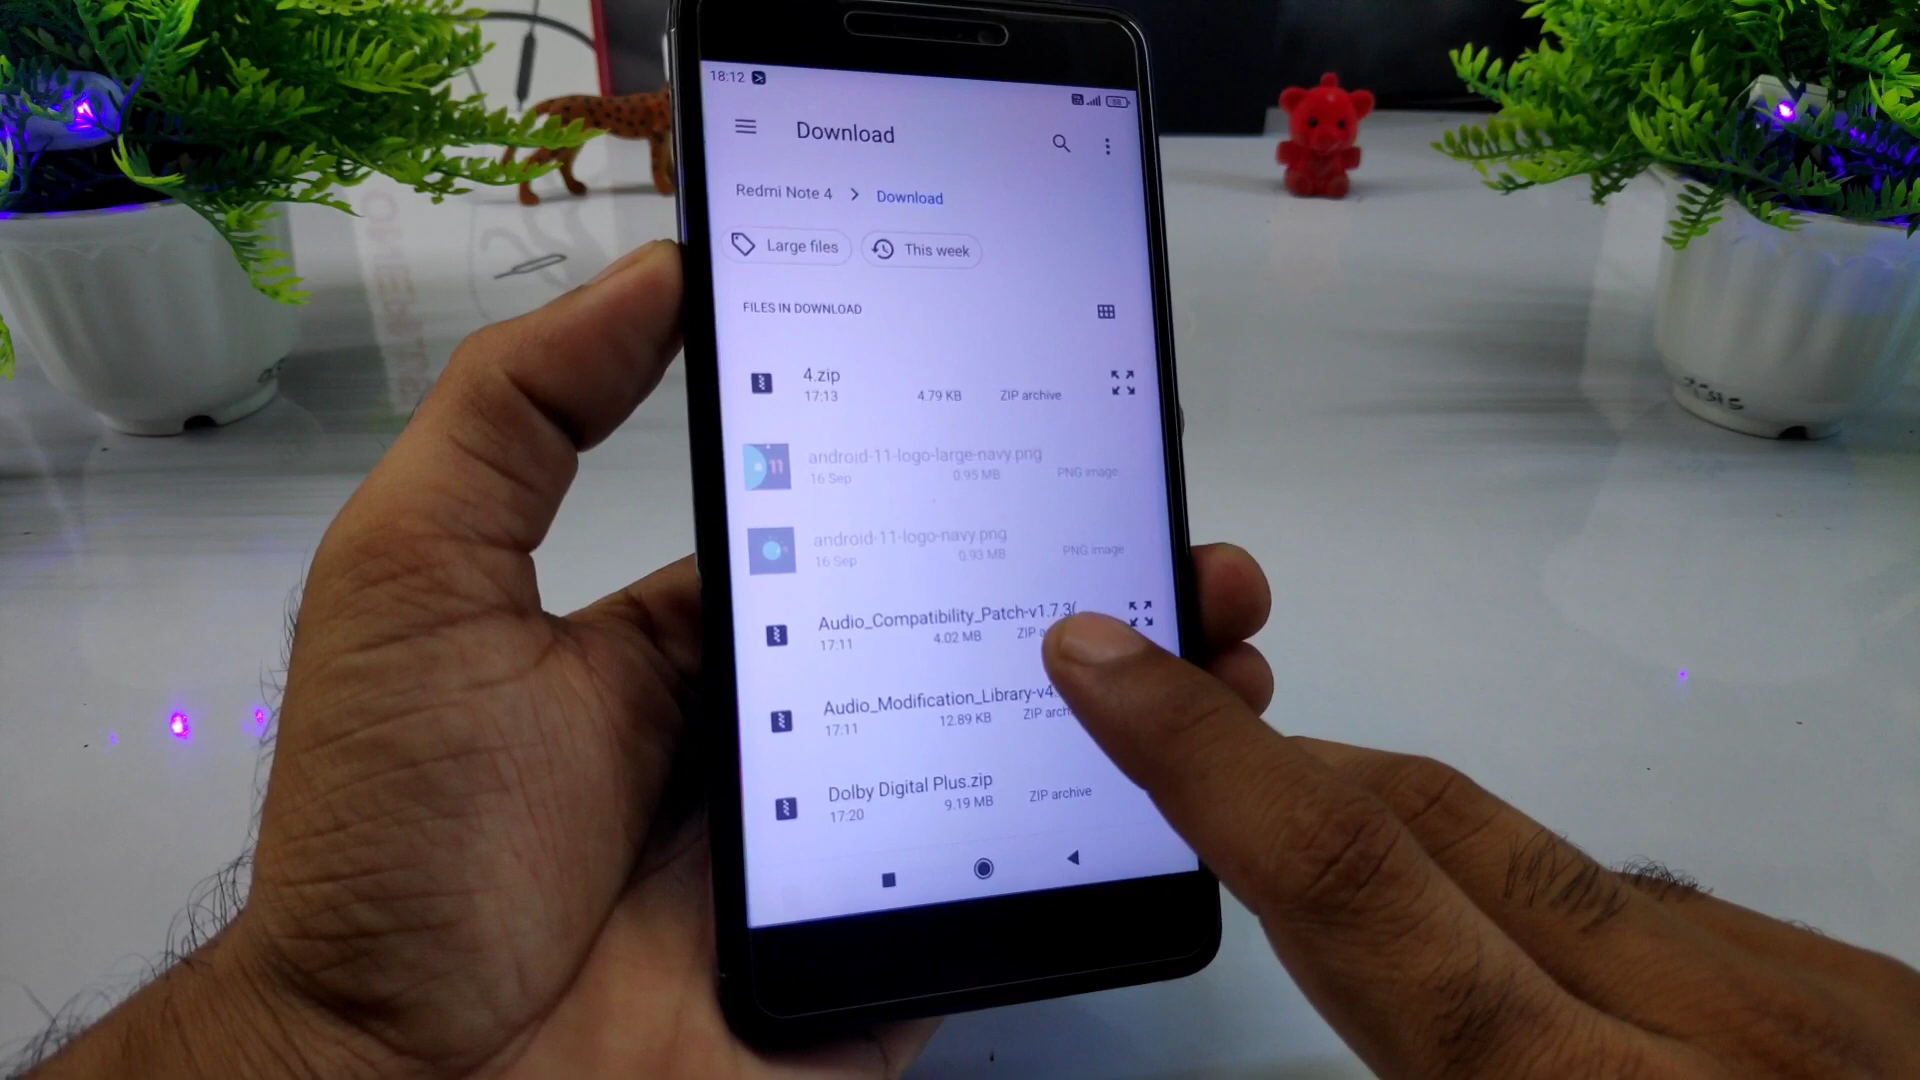 18:12
Download
Redmi Note 4 > Download
Large files This week
FILES IN DOWNLOAD
4.zip
17:13 4.79 KB ZIP archive
android-11-logo-large-navy.png
16 Sep 0.95 MB PNG image
android-11-logo-navy.png
16 Sep 0.93 MB PNG image
Audio_Compatibility_Patch-v1.7.3(
17:11 4.02 MB ZIP
Audio_Modification_Library-v4.
17:11 12.89 KB ZIP arch
Dolby Digital Plus.zip
17:20 9.19 MB ZIP archive